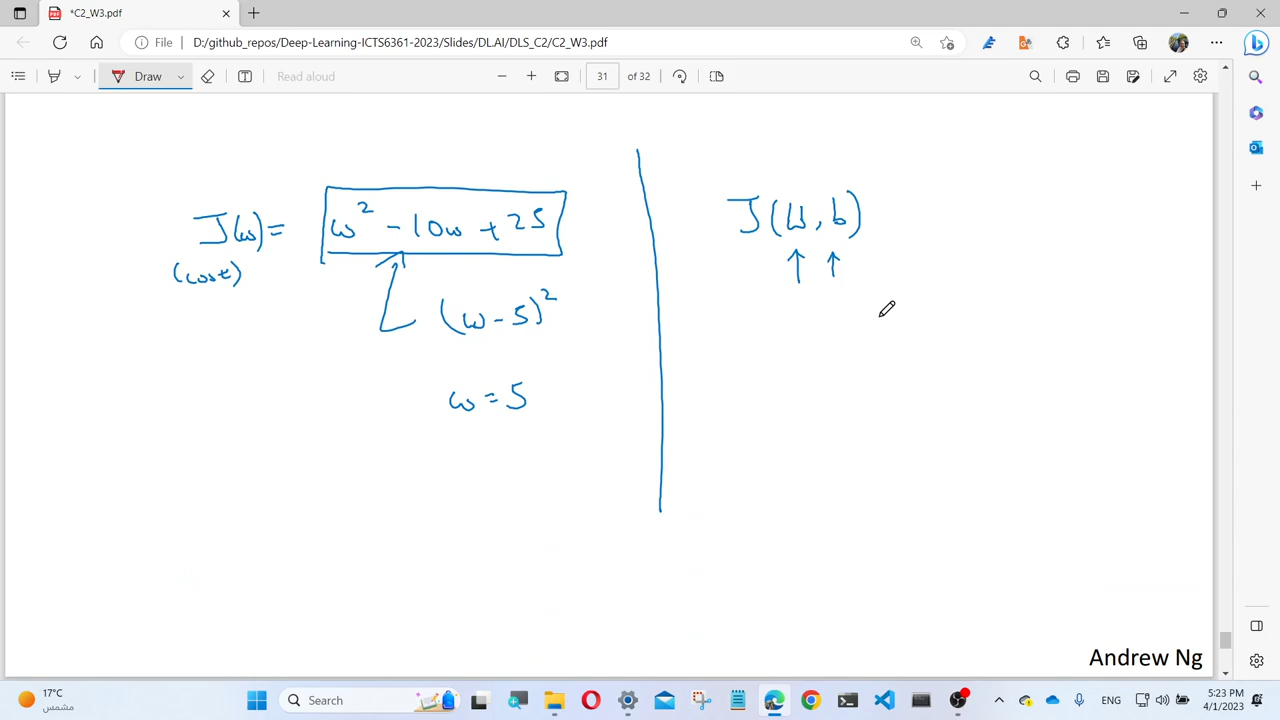 *C2_W3.pdf
File
D:/github_repos/Deep-Learning-ICTS6361-2023/Slides/DL.AI/DLS_C2/C2_W3.pdf
Draw
Read aloud
31
of 32
J(w) = w² - 10w + 25
(cost)
(w - 5)²
w = 5
J(W, b)
Andrew Ng
17°C
مشمس
Search
ENG
5:23 PM
4/1/2023